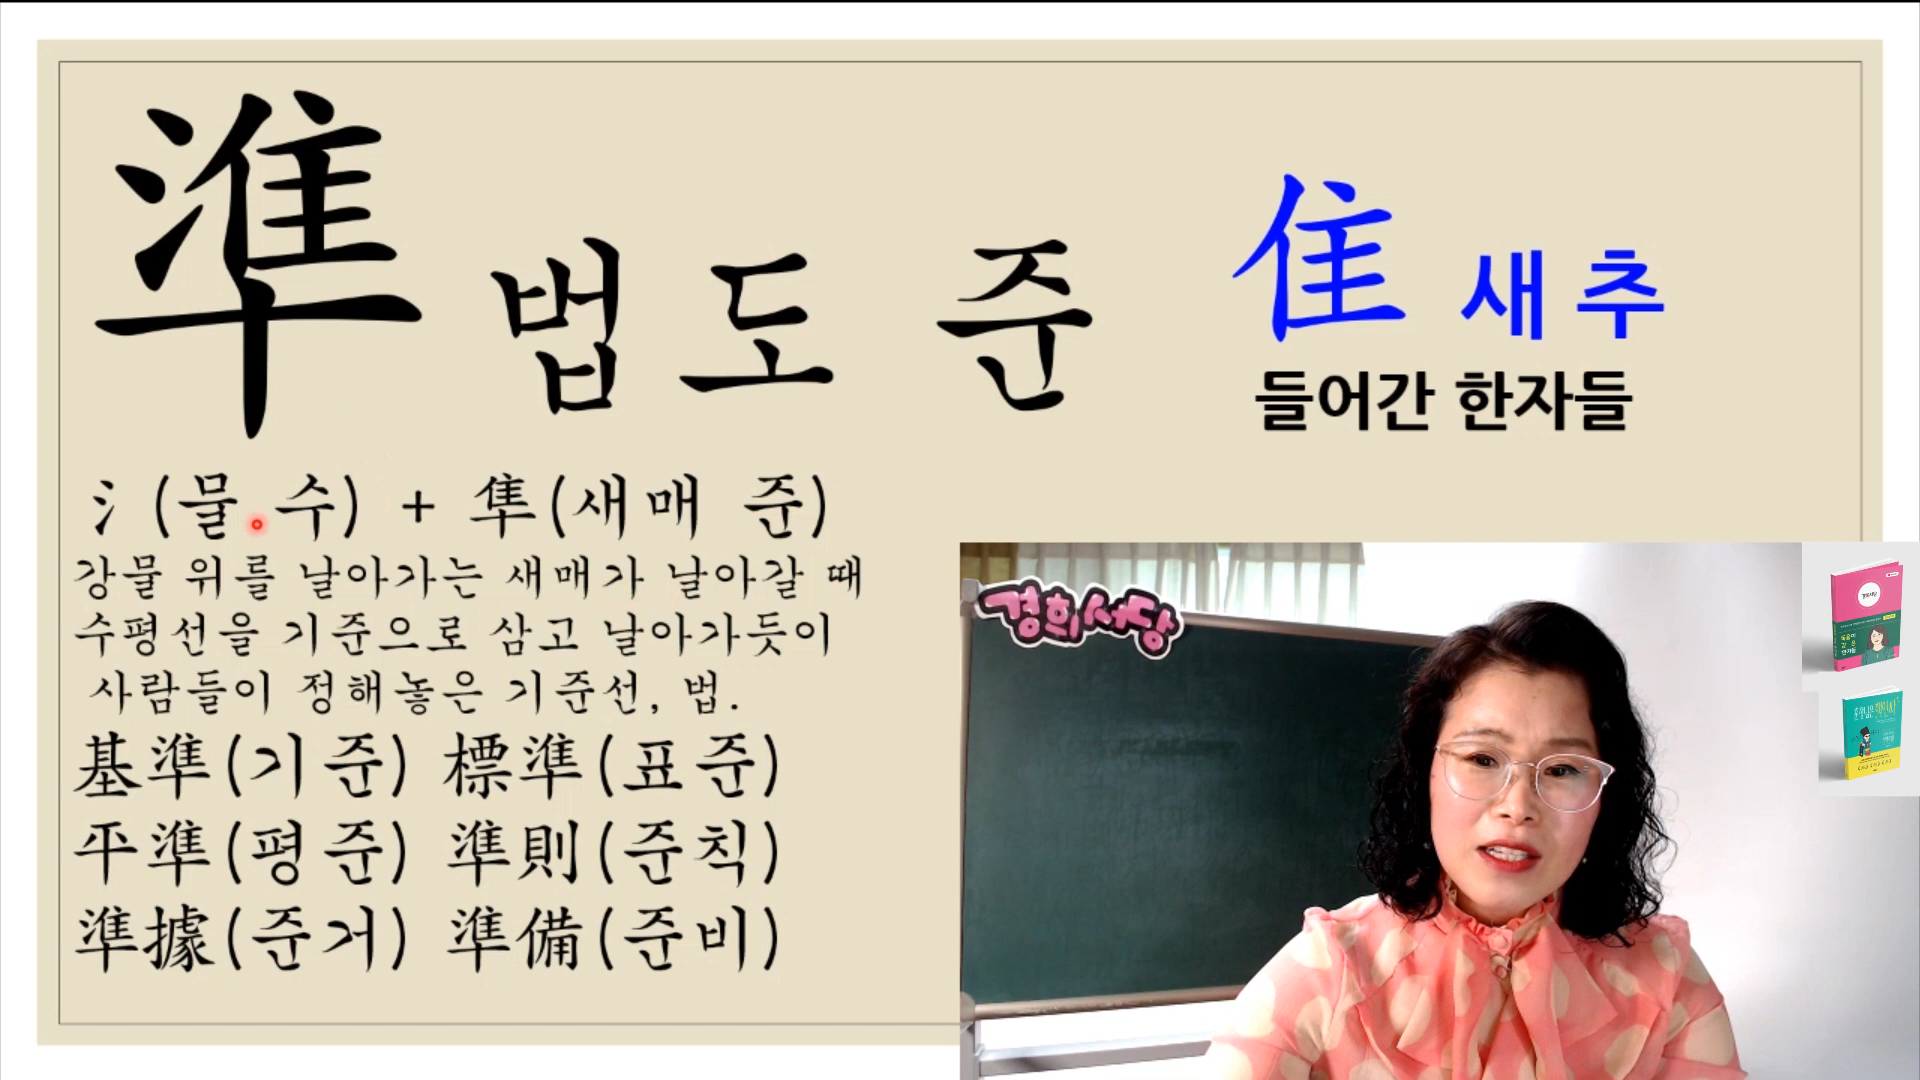 準 법도 준
隹 새 추
들어간 한자들
氵(물 수) + 隼(새매 준)
강물 위를 날아가는 새매가 날아갈 때
수평선을 기준으로 삼고 날아가듯이
사람들이 정해놓은 기준선, 법.
基準(기준) 標準(표준)
平準(평준) 準則(준칙)
準據(준거) 準備(준비)
경희서당